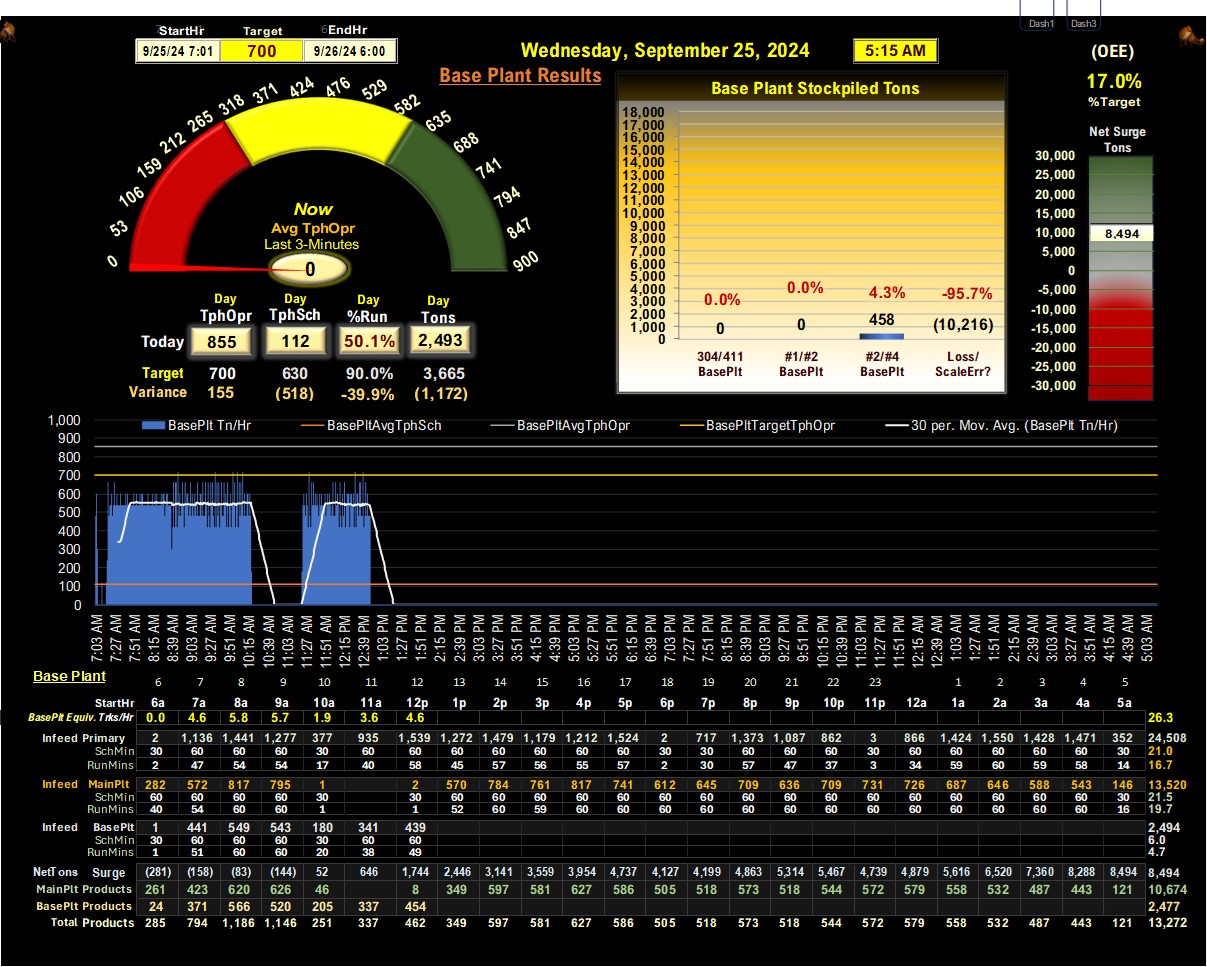 Dash1 Dash3
StartHr Target EndHr
9/25/24 7:01 700 9/26/24 6:00
Wednesday, September 25, 2024 5:15 AM
(OEE)
17.0%
%Target
Base Plant Results
0 53 106 159 212 265 318 371 424 476 529 582 635 688 741 794 847 900
Now
Avg TphOpr
Last 3-Minutes
0
Day Day Day Day
TphOpr TphSch %Run Tons
Today 855 112 50.1% 2,493
Target 700 630 90.0% 3,665
Variance 155 (518) -39.9% (1,172)
Base Plant Stockpiled Tons
18,000
17,000
16,000
15,000
14,000
13,000
12,000
11,000
10,000
9,000
8,000
7,000
6,000
5,000
4,000
3,000
2,000
1,000
0
0.0% 0.0% 4.3% -95.7%
0 0 458 (10,216)
304/411 #1/#2 #2/#4 Loss/
BasePlt BasePlt BasePlt ScaleErr?
Net Surge
Tons
30,000
25,000
20,000
15,000
10,000
5,000
0
-5,000
-10,000
-15,000
-20,000
-25,000
-30,000
8,494
BasePlt Tn/Hr BasePltAvgTphSch BasePltAvgTphOpr BasePltTargetTphOpr 30 per. Mov. Avg. (BasePlt Tn/Hr)
1,000
900
800
700
600
500
400
300
200
100
0
7:03 AM 7:27 AM 7:51 AM 8:15 AM 8:39 AM 9:03 AM 9:27 AM 9:51 AM 10:15 AM 10:39 AM 11:03 AM 11:27 AM 11:51 AM 12:15 PM 12:39 PM 1:03 PM 1:27 PM 1:51 PM 2:15 PM 2:39 PM 3:03 PM 3:27 PM 3:51 PM 4:15 PM 4:39 PM 5:03 PM 5:27 PM 5:51 PM 6:15 PM 6:39 PM 7:03 PM 7:27 PM 7:51 PM 8:15 PM 8:39 PM 9:03 PM 9:27 PM 9:51 PM 10:15 PM 10:39 PM 11:03 PM 11:27 PM 11:51 PM 12:15 AM 12:39 AM 1:03 AM 1:27 AM 1:51 AM 2:15 AM 2:39 AM 3:03 AM 3:27 AM 3:51 AM 4:15 AM 4:39 AM 5:03 AM
Base Plant 6 7 8 9 10 11 12 13 14 15 16 17 18 19 20 21 22 23 1 2 3 4 5
StartHr 6a 7a 8a 9a 10a 11a 12p 1p 2p 3p 4p 5p 6p 7p 8p 9p 10p 11p 12a 1a 2a 3a 4a 5a
BasePlt Equiv. Trks/Hr 0.0 4.6 5.8 5.7 1.9 3.6 4.6 26.3
Infeed Primary 2 1,136 1,441 1,277 377 935 1,539 1,272 1,479 1,179 1,212 1,524 2 717 1,373 1,087 862 3 866 1,424 1,550 1,428 1,471 352 24,508
SchMin 30 60 60 60 30 60 60 60 60 60 60 60 30 30 60 60 60 30 60 60 60 60 60 30 21.0
RunMins 2 47 54 54 17 40 58 45 57 56 55 57 2 30 57 47 37 3 34 59 60 59 58 14 16.7
Infeed MainPlt 282 572 817 795 1 2 570 784 761 817 741 612 645 709 636 709 731 726 687 646 588 543 146 13,520
SchMin 60 60 60 60 30 30 60 60 60 60 60 60 60 60 60 60 60 60 60 60 60 60 30 21.5
RunMins 40 54 60 60 1 1 52 60 59 60 60 60 60 60 60 60 60 60 60 60 60 60 16 19.7
Infeed BasePlt 1 441 549 543 180 341 439 2,494
SchMin 30 60 60 60 30 60 60 6.0
RunMins 1 51 60 60 20 38 49 4.7
NetTons Surge (281) (158) (83) (144) 52 646 1,744 2,446 3,141 3,559 3,954 4,737 4,127 4,199 4,863 5,314 5,467 4,739 4,879 5,616 6,520 7,360 8,288 8,494 8,494
MainPlt Products 261 423 620 626 46 8 349 597 581 627 586 505 518 573 518 544 572 579 558 532 487 443 121 10,674
BasePlt Products 24 371 566 520 205 337 454 2,477
Total Products 285 794 1,186 1,146 251 337 462 349 597 581 627 586 505 518 573 518 544 572 579 558 532 487 443 121 13,272